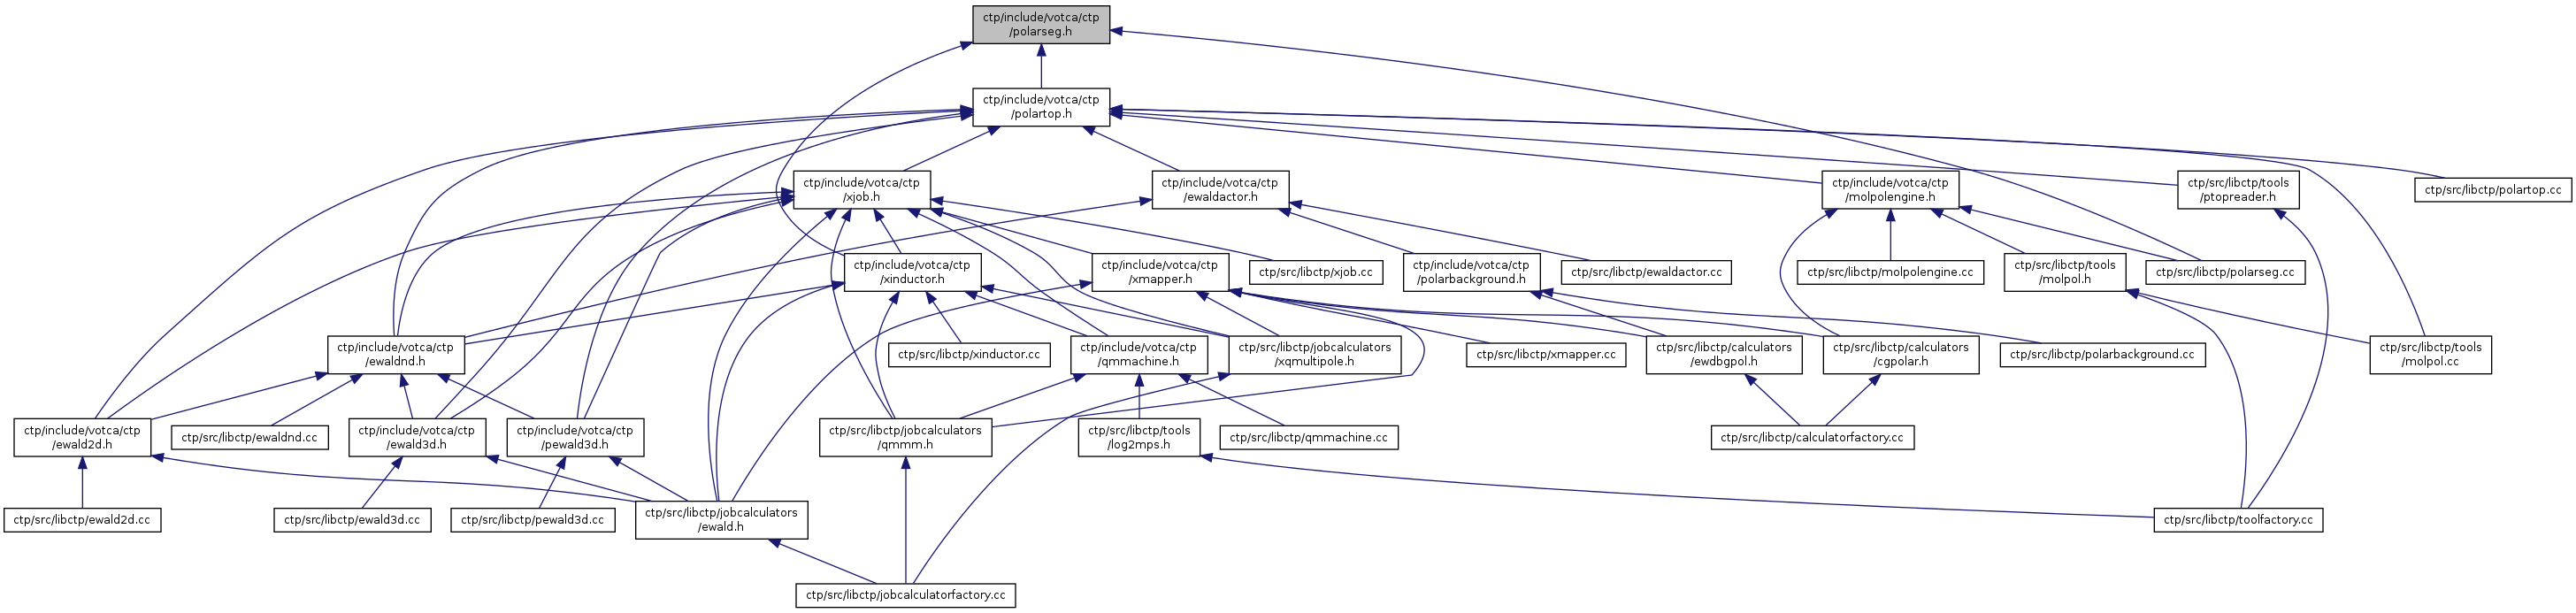 ctp/include/votca/ctp
/polarseg.h
ctp/include/votca/ctp
/polartop.h
ctp/include/votca/ctp
/xjob.h
ctp/include/votca/ctp
/ewaldactor.h
ctp/include/votca/ctp
/molpolengine.h
ctp/src/libctp/tools
/ptopreader.h
ctp/src/libctp/polartop.cc
ctp/include/votca/ctp
/xinductor.h
ctp/include/votca/ctp
/xmapper.h
ctp/src/libctp/xjob.cc
ctp/include/votca/ctp
/polarbackground.h
ctp/src/libctp/ewaldactor.cc
ctp/src/libctp/molpolengine.cc
ctp/src/libctp/tools
/molpol.h
ctp/src/libctp/polarseg.cc
ctp/include/votca/ctp
/ewaldnd.h
ctp/src/libctp/xinductor.cc
ctp/include/votca/ctp
/qmmachine.h
ctp/src/libctp/jobcalculators
/xqmultipole.h
ctp/src/libctp/xmapper.cc
ctp/src/libctp/calculators
/ewdbgpol.h
ctp/src/libctp/calculators
/cgpolar.h
ctp/src/libctp/polarbackground.cc
ctp/src/libctp/tools
/molpol.cc
ctp/include/votca/ctp
/ewald2d.h
ctp/src/libctp/ewaldnd.cc
ctp/include/votca/ctp
/ewald3d.h
ctp/include/votca/ctp
/pewald3d.h
ctp/src/libctp/jobcalculators
/qmmm.h
ctp/src/libctp/tools
/log2mps.h
ctp/src/libctp/qmmachine.cc
ctp/src/libctp/calculatorfactory.cc
ctp/src/libctp/ewald2d.cc
ctp/src/libctp/ewald3d.cc
ctp/src/libctp/pewald3d.cc
ctp/src/libctp/jobcalculators
/ewald.h
ctp/src/libctp/toolfactory.cc
ctp/src/libctp/jobcalculatorfactory.cc